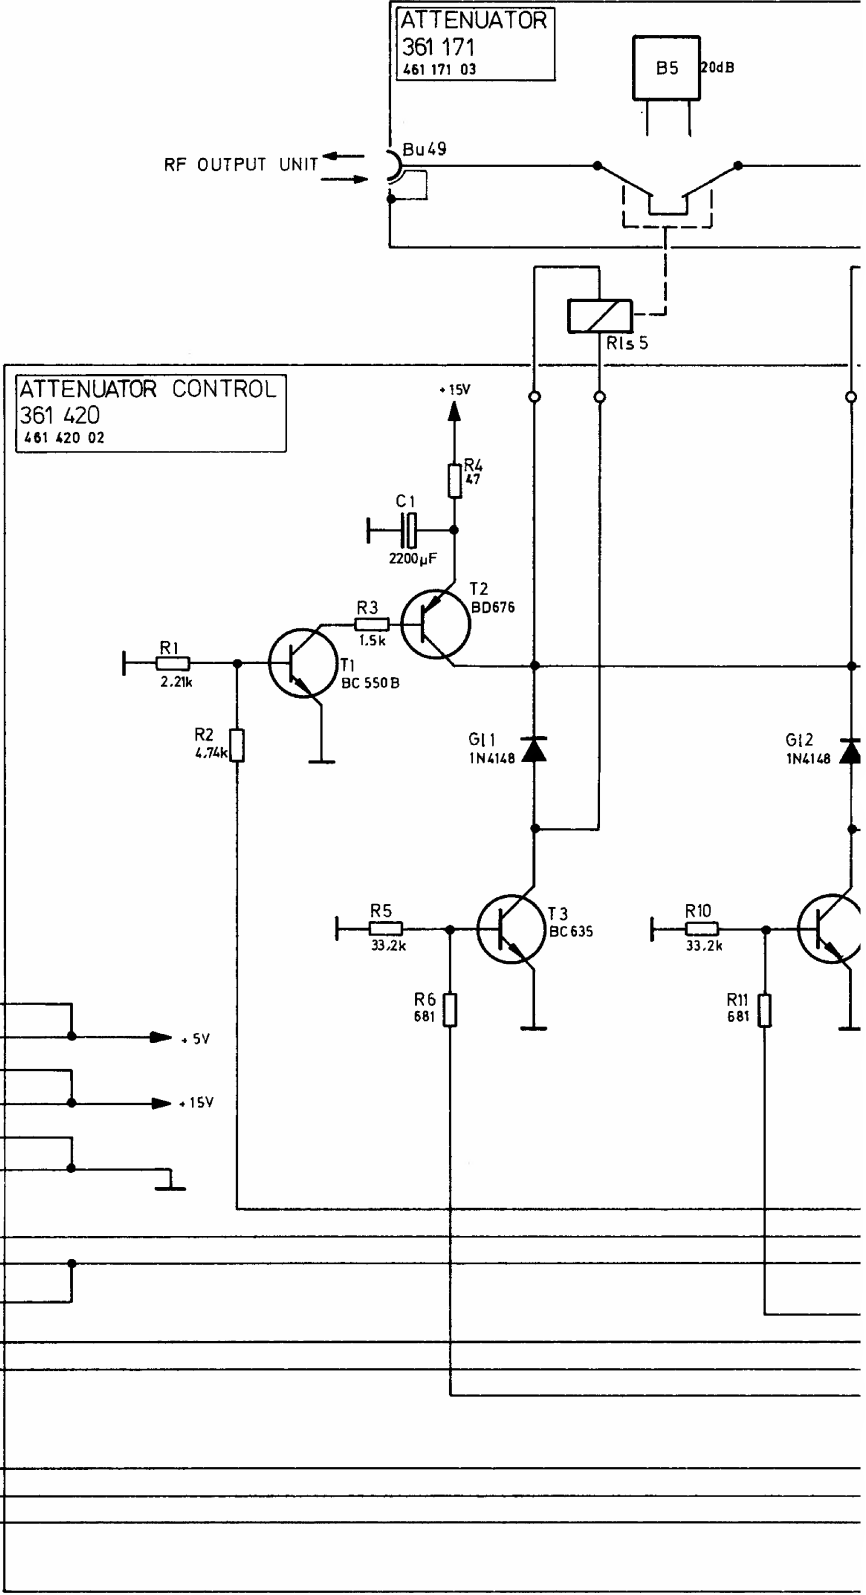 ATTENUATOR
361 171
461 171 03
B5
20dB
Bu49
RF OUTPUT UNIT
Rls 5
ATTENUATOR CONTROL
361 420
461 420 02
+15V
R4
47
C1
2200µF
T2
BD676
R3
1.5k
R1
2.21k
T1
BC 550B
R2
4.74k
Gl1
1N4148
Gl2
1N4148
R5
33.2k
T3
BC635
R10
33.2k
R6
681
R11
681
+ 5V
+15V